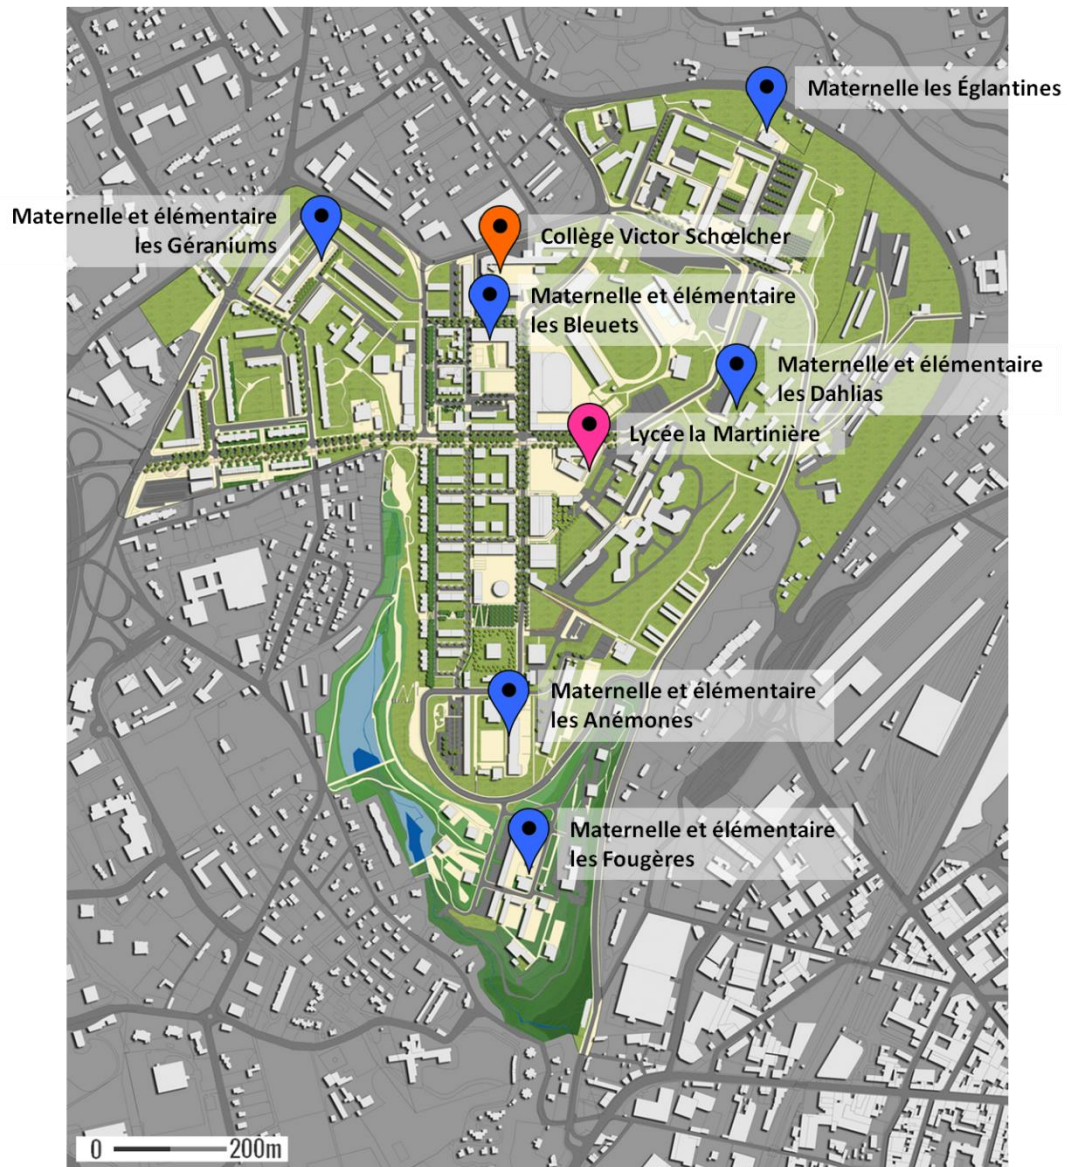 Maternelle les Églantines
Maternelle et élémentaire
les Géraniums
Collège Victor Schœlcher
Maternelle et élémentaire
les Bleuets
Maternelle et élémentaire
les Dahlias
Lycée la Martinière
Maternelle et élémentaire
les Anémones
Maternelle et élémentaire
les Fougères
0 200m